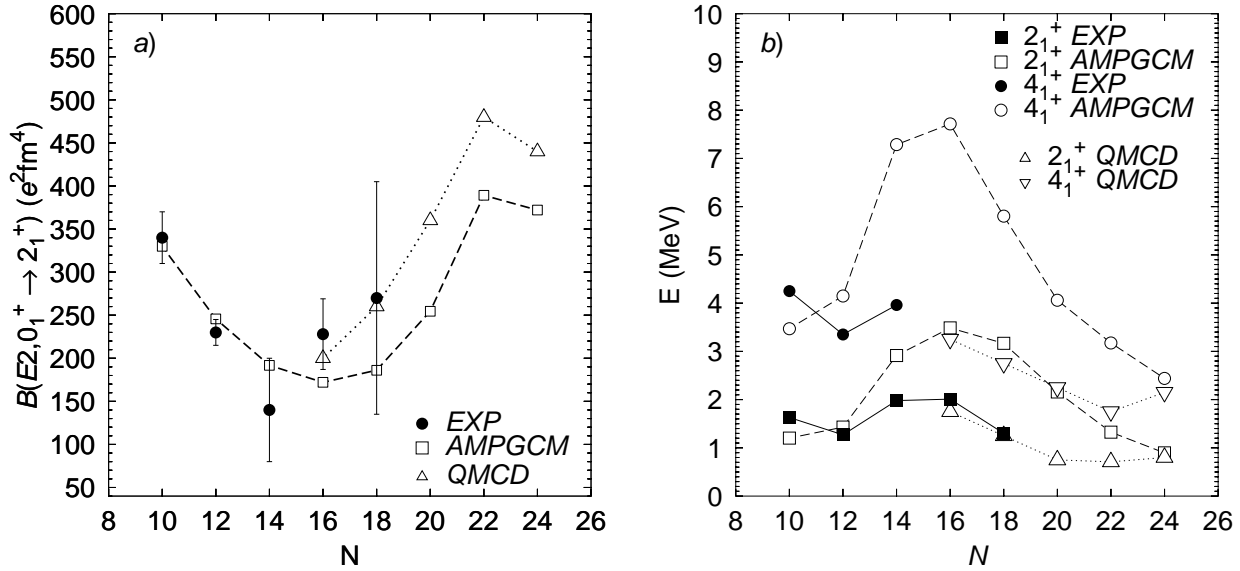 a)
B(E2,0₁⁺ → 2₁⁺) (e²fm⁴)
600
550
500
450
400
350
300
250
200
150
100
50
EXP
AMPGCM
QMCD
8 10 12 14 16 18 20 22 24 26
N
b)
E (MeV)
10
9
8
7
6
5
4
3
2
1
0
2₁⁺ EXP
2₁⁺ AMPGCM
4₁⁺ EXP
4₁⁺ AMPGCM
2₁⁺ QMCD
4₁⁺ QMCD
8 10 12 14 16 18 20 22 24 26
N